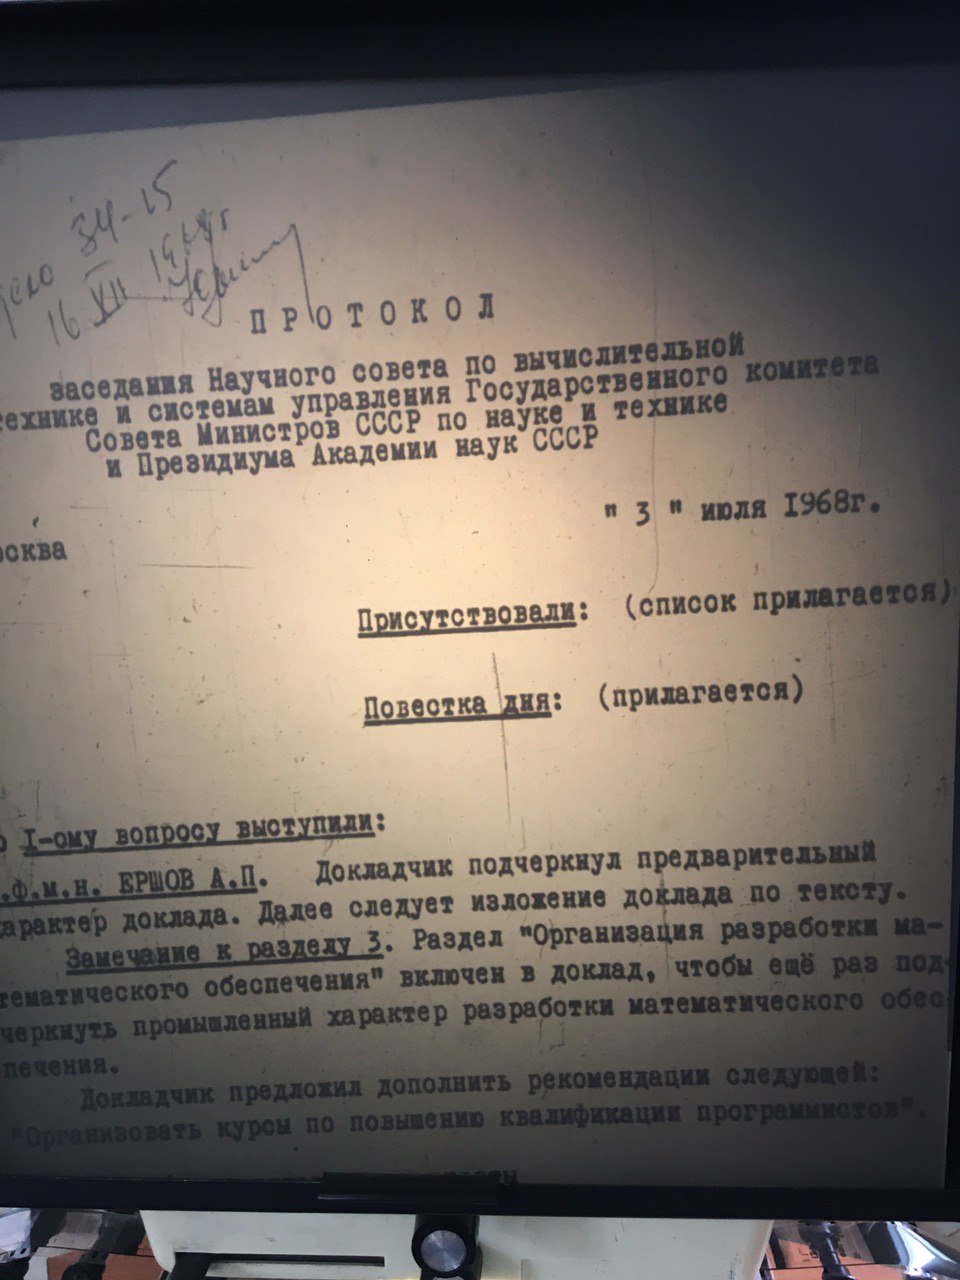 34-15
16 XII 1968г
ПРОТОКОЛ
заседания Научного совета по вычислительной
технике и системам управления Государственного комитета
Совета Министров СССР по науке и технике
и Президиума Академии наук СССР
" 3 " июля 1968г.
осква
Присутствовали: (список прилагается)
Повестка дня: (прилагается)
о I-ому вопросу выступили:
.ф.м.н. ЕРШОВ А.П. Докладчик подчеркнул предварительный
характер доклада. Далее следует изложение доклада по тексту.
Замечание к разделу 3. Раздел "Организация разработки ма-
тематического обеспечения" включен в доклад, чтобы ещё раз под-
черкнуть промышленный характер разработки математического обес
печения.
Докладчик предложил дополнить рекомендации следующей:
"Организовать курсы по повышению квалификации программистов".